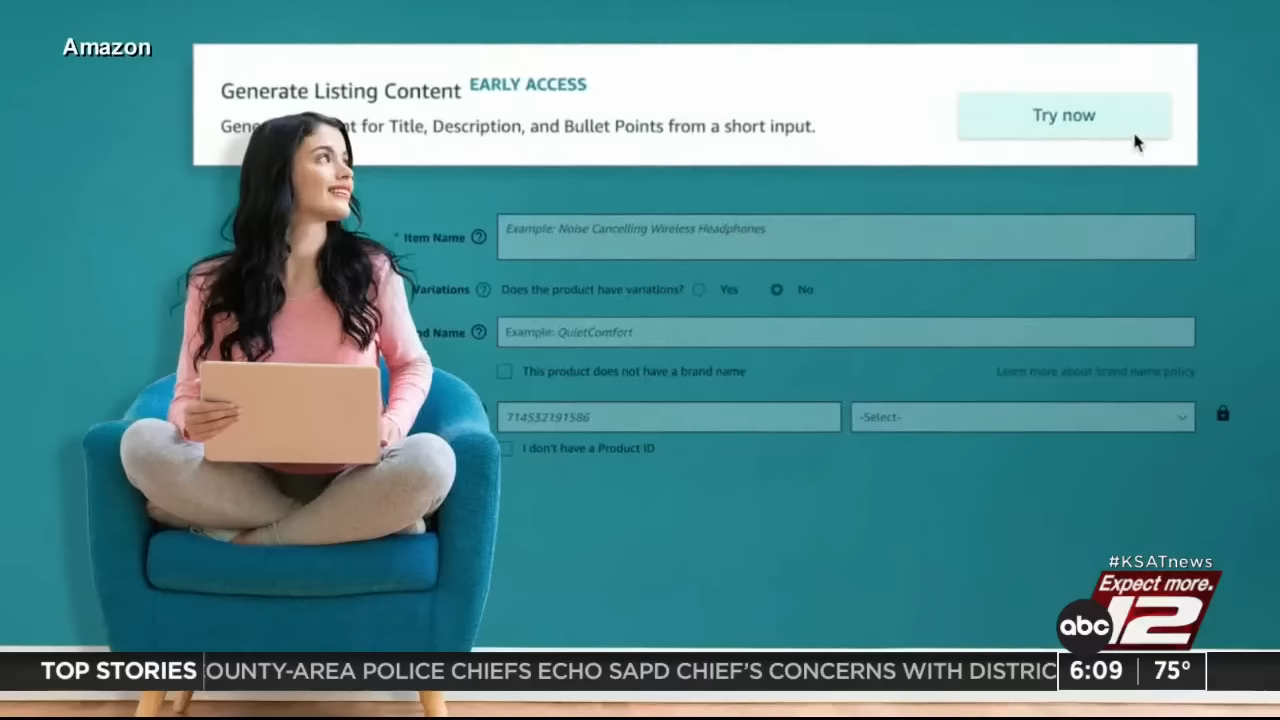 Amazon
Generate Listing Content EARLY ACCESS
for Title, Description, and Bullet Points from a short input.
Try now
* Item Name
Example: Noise Cancelling Wireless Headphones
Variations
Does the product have variations? Yes No
Name
Example: QuietComfort
This product does not have a brand name
Learn more about brand name policy
714532191586
-Select-
I don't have a Product ID
#KSATnews
Expect more.
abc 12
TOP STORIES OUNTY-AREA POLICE CHIEFS ECHO SAPD CHIEF'S CONCERNS WITH DISTRIC 6:09 75°